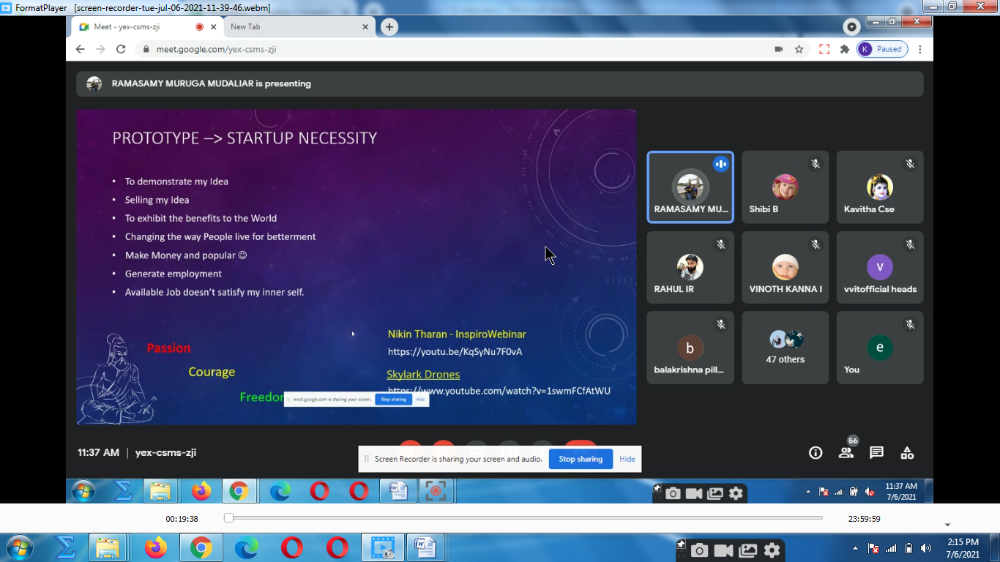 FormatPlayer [screen-recorder-tue-jul-06-2021-11-39-46.webm]
Meet - yex-csms-zji
New Tab
meet.google.com/yex-csms-zji
K Paused
RAMASAMY MURUGA MUDALIAR is presenting
PROTOTYPE –> STARTUP NECESSITY
• To demonstrate my Idea
• Selling my Idea
• To exhibit the benefits to the World
• Changing the way People live for betterment
• Make Money and popular ☺
• Generate employment
• Available Job doesn't satisfy my inner self.
Passion
Courage
Freedom
Nikin Tharan - InspiroWebinar
https://youtu.be/KqSyNu7F0vA
Skylark Drones
https://www.youtube.com/watch?v=1swmFCfAtWU
meet.google.com is sharing your screen. Stop sharing Hide
RAMASAMY MU...
Shibi B
Kavitha Cse
RAHUL IR
VINOTH KANNA I
v
vvitofficial heads
b
balakrishna pill...
47 others
e
You
11:37 AM | yex-csms-zji
56
Screen Recorder is sharing your screen and audio. Stop sharing Hide
11:37 AM
7/6/2021
00:19:38
23:59:59
2:15 PM
7/6/2021